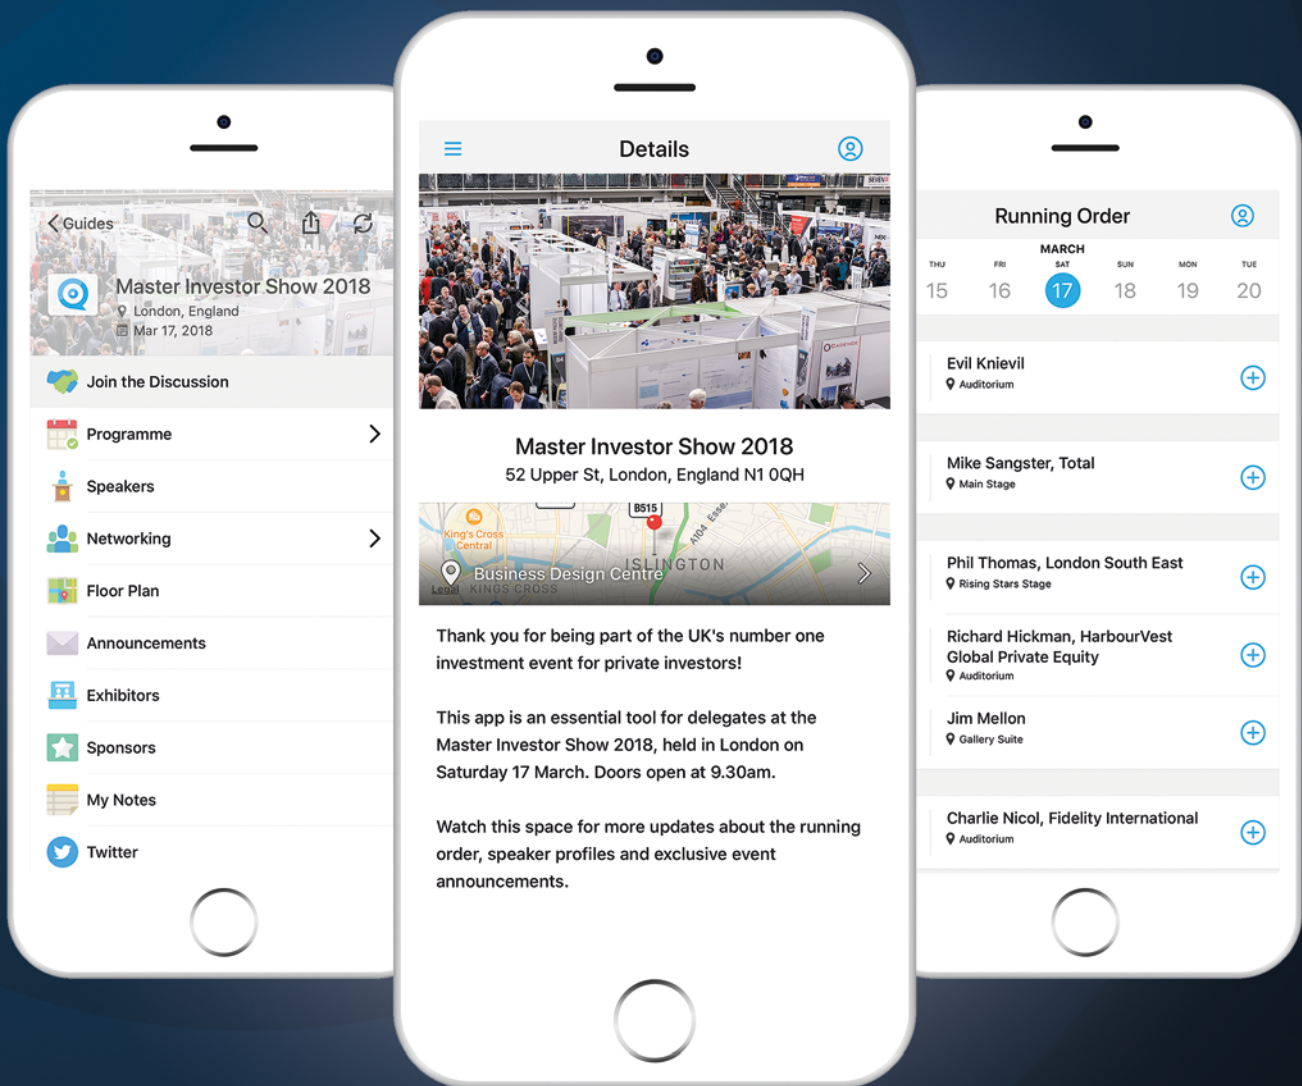 Guides
Master Investor Show 2018
London, England
Mar 17, 2018
Join the Discussion
Programme
Speakers
Networking
Floor Plan
Announcements
Exhibitors
Sponsors
My Notes
Twitter
Details
Master Investor Show 2018
52 Upper St, London, England N1 0QH
B515
King's Cross
Central
A104 Esse
ISLINGTON
Business Design Centre
Legal KINGS CROSS
Thank you for being part of the UK's number one
investment event for private investors!
This app is an essential tool for delegates at the
Master Investor Show 2018, held in London on
Saturday 17 March. Doors open at 9.30am.
Watch this space for more updates about the running
order, speaker profiles and exclusive event
announcements.
Running Order
MARCH
THU FRI SAT SUN MON TUE
15 16 17 18 19 20
Evil Knievil
Auditorium
Mike Sangster, Total
Main Stage
Phil Thomas, London South East
Rising Stars Stage
Richard Hickman, HarbourVest
Global Private Equity
Auditorium
Jim Mellon
Gallery Suite
Charlie Nicol, Fidelity International
Auditorium